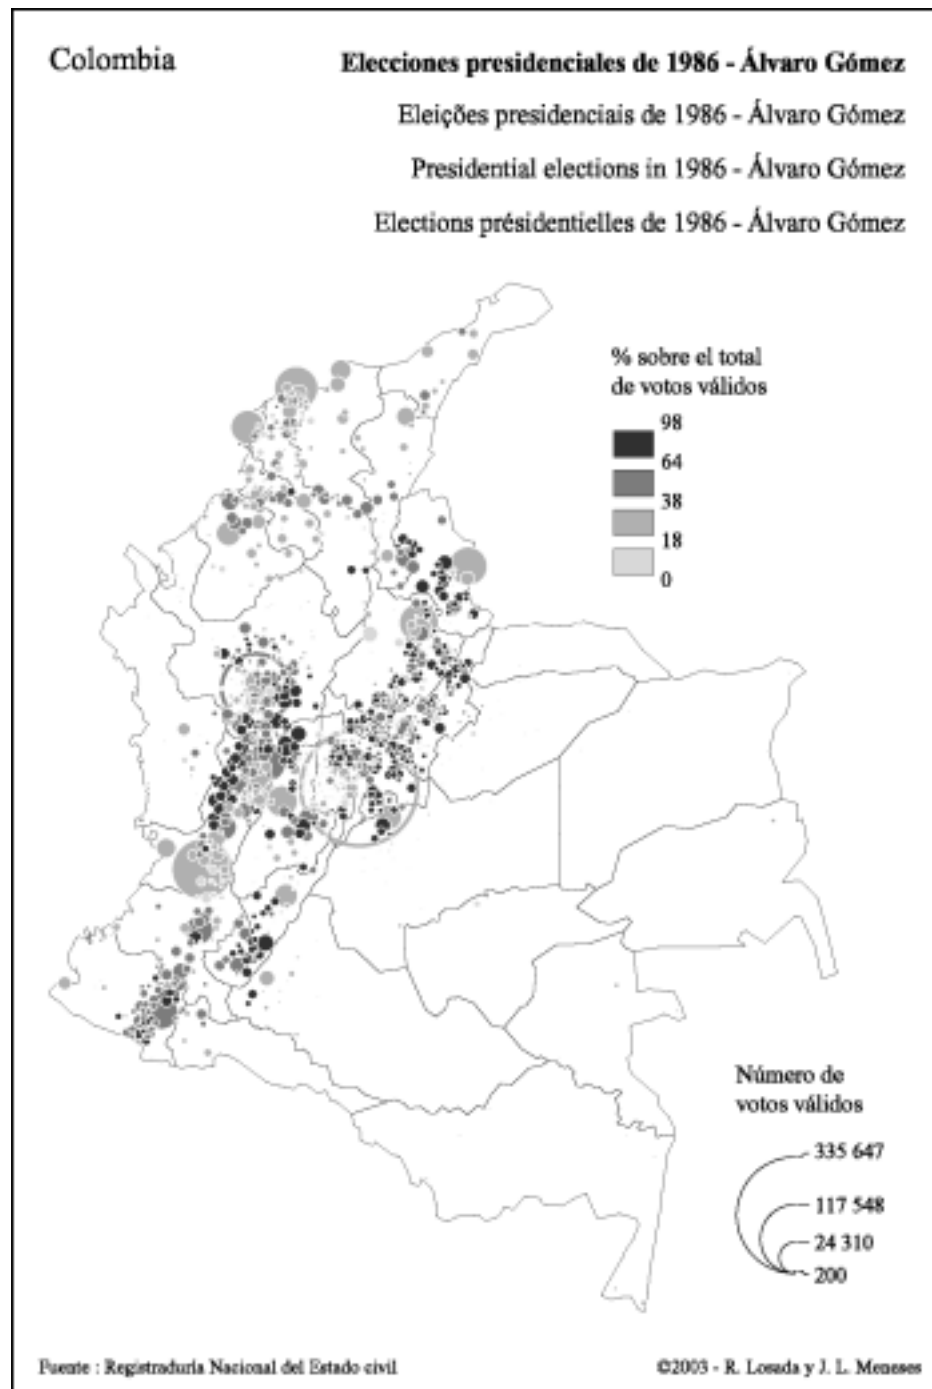 Colombia
Elecciones presidenciales de 1986 - Álvaro Gómez
Eleições presidenciais de 1986 - Álvaro Gómez
Presidential elections in 1986 - Álvaro Gómez
Elections présidentielles de 1986 - Álvaro Gómez
% sobre el total
de votos válidos
98
64
38
18
0
Número de
votos válidos
335 647
117 548
24 310
200
Fuente : Registraduría Nacional del Estado civil
©2003 - R. Losada y J. L. Meneses